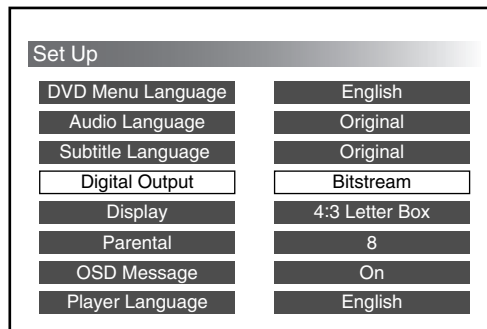 Set Up
DVD Menu Language English
Audio Language Original
Subtitle Language Original
Digital Output Bitstream
Display 4:3 Letter Box
Parental 8
OSD Message On
Player Language English